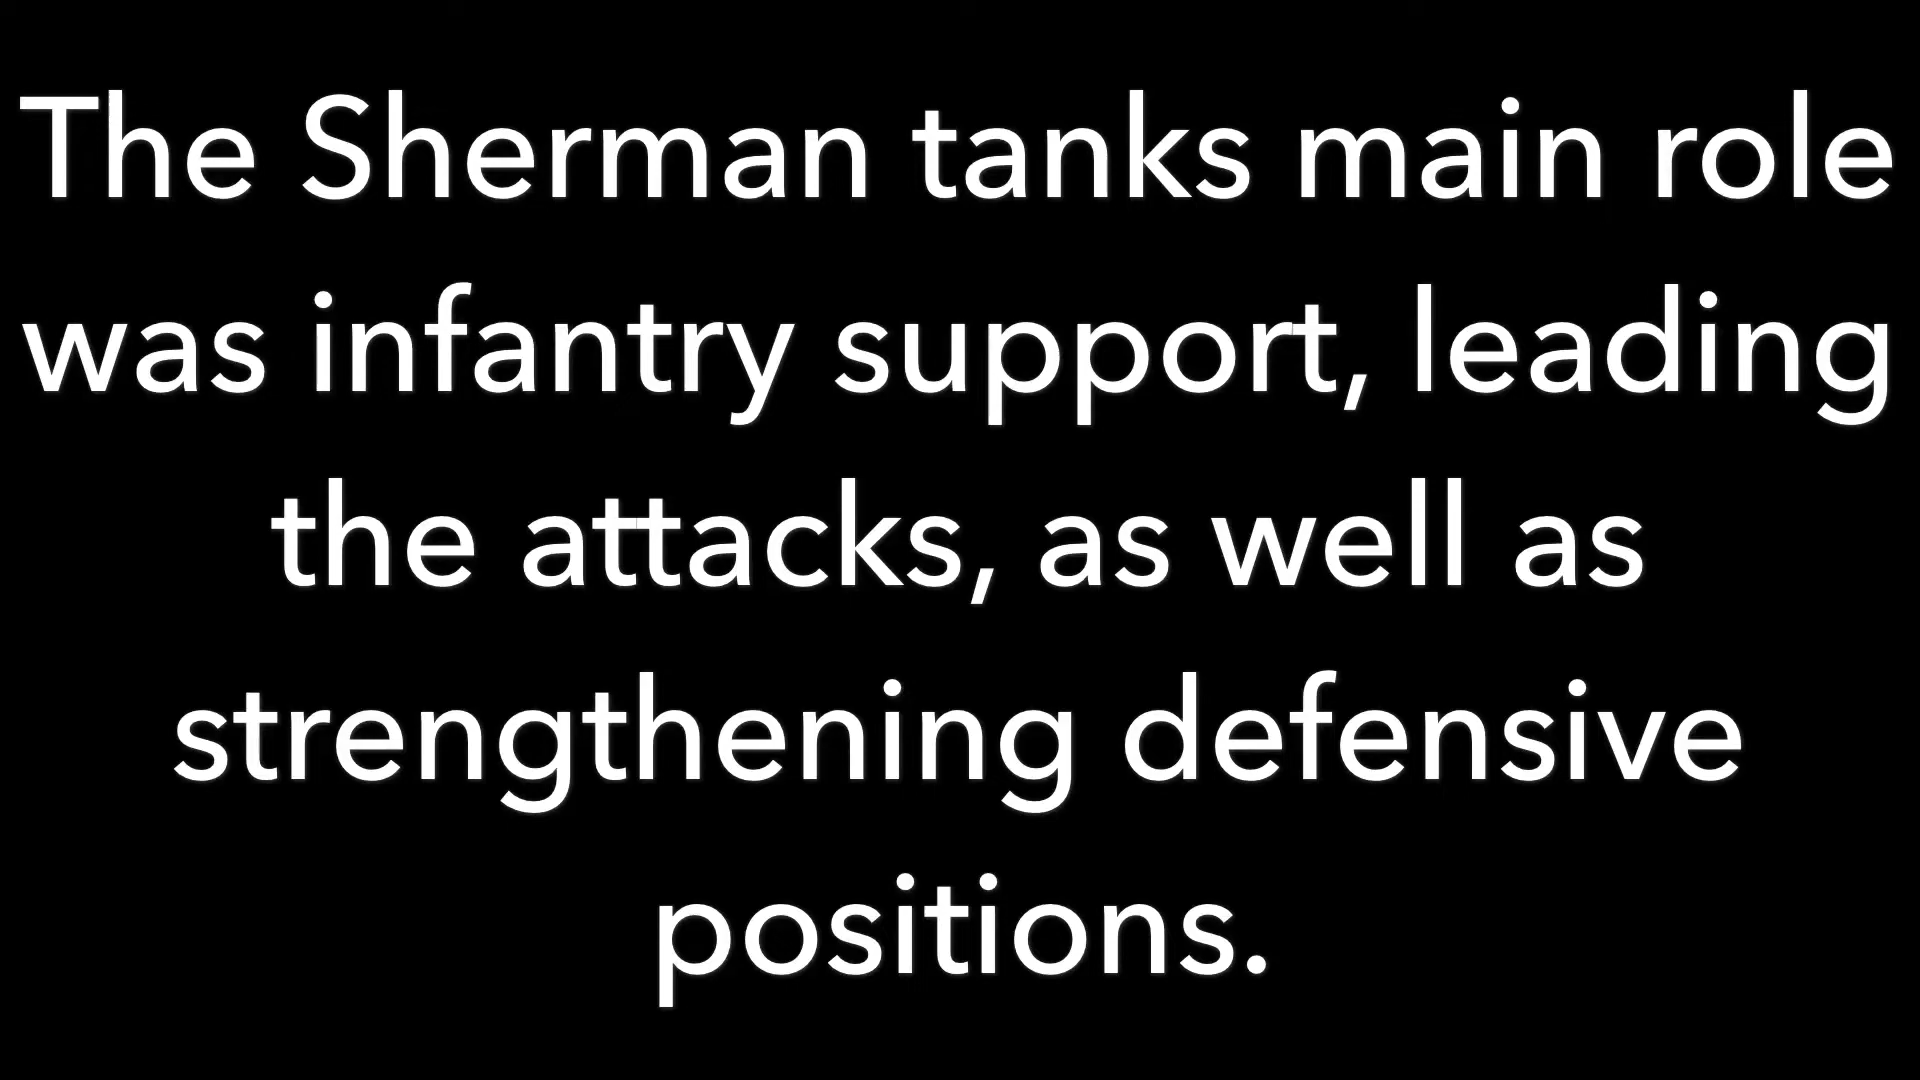 The Sherman tanks main role
was infantry support, leading
the attacks, as well as
strengthening defensive
positions.